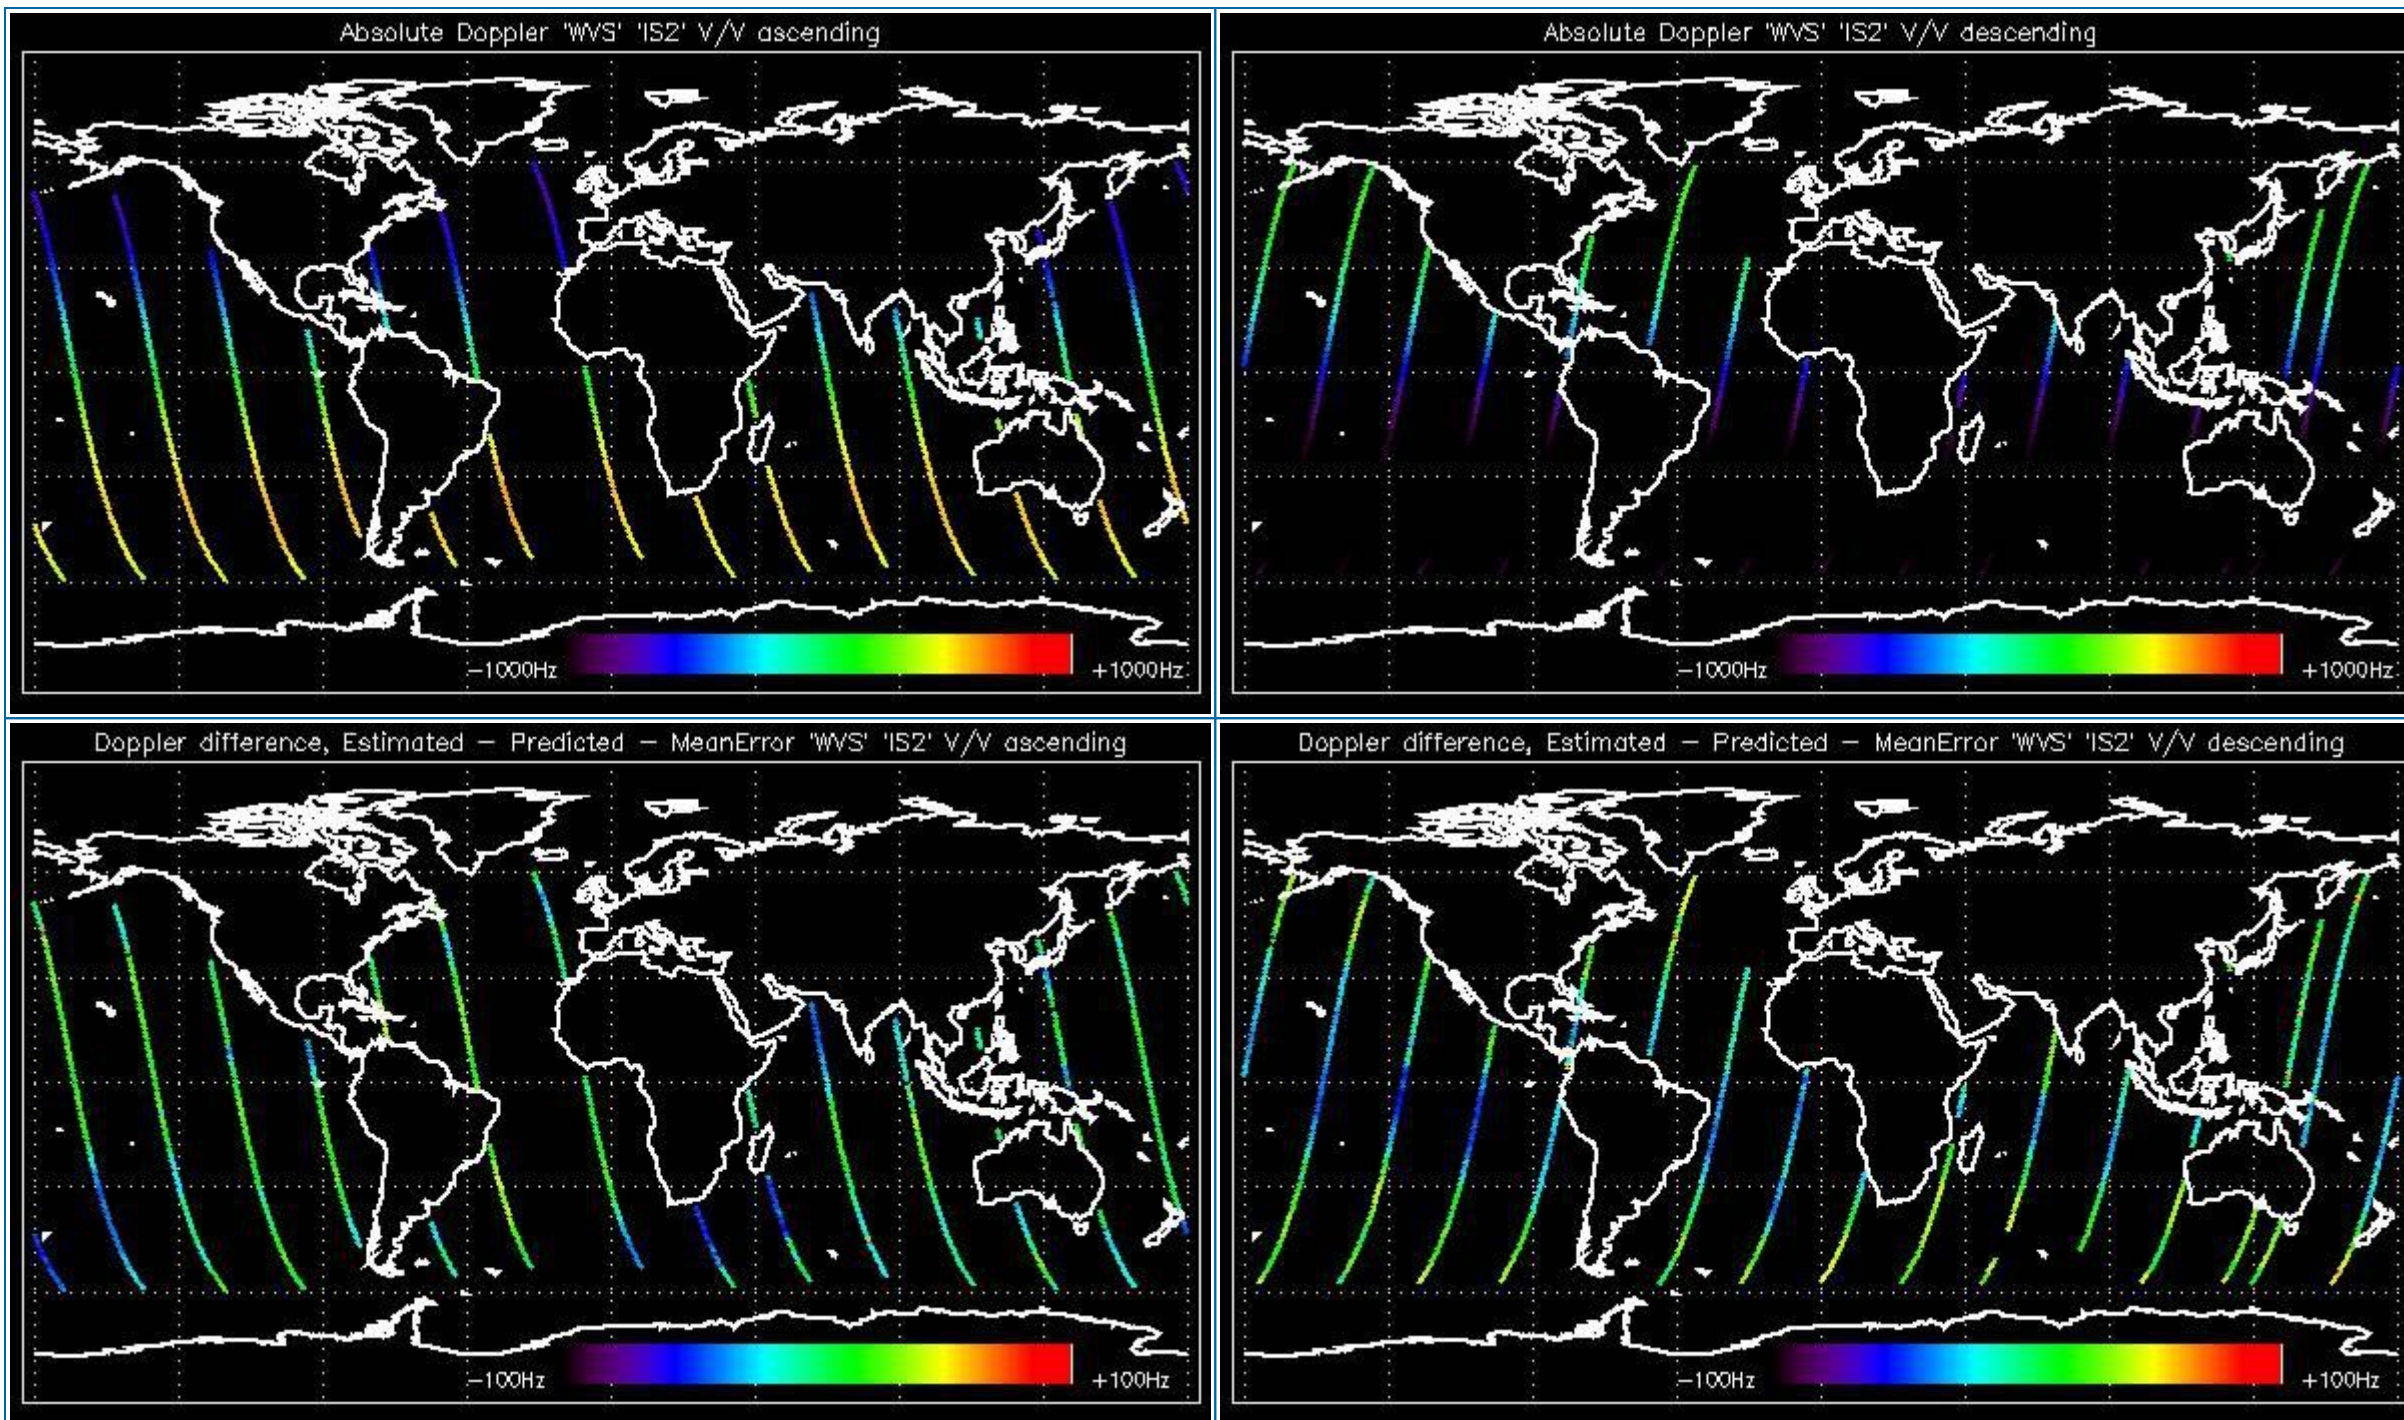 Absolute Doppler 'WVS' 'IS2' V/V ascending
-1000Hz +1000Hz
Absolute Doppler 'WVS' 'IS2' V/V descending
-1000Hz +1000Hz
Doppler difference, Estimated - Predicted - MeanError 'WVS' 'IS2' V/V ascending
-100Hz +100Hz
Doppler difference, Estimated - Predicted - MeanError 'WVS' 'IS2' V/V descending
-100Hz +100Hz